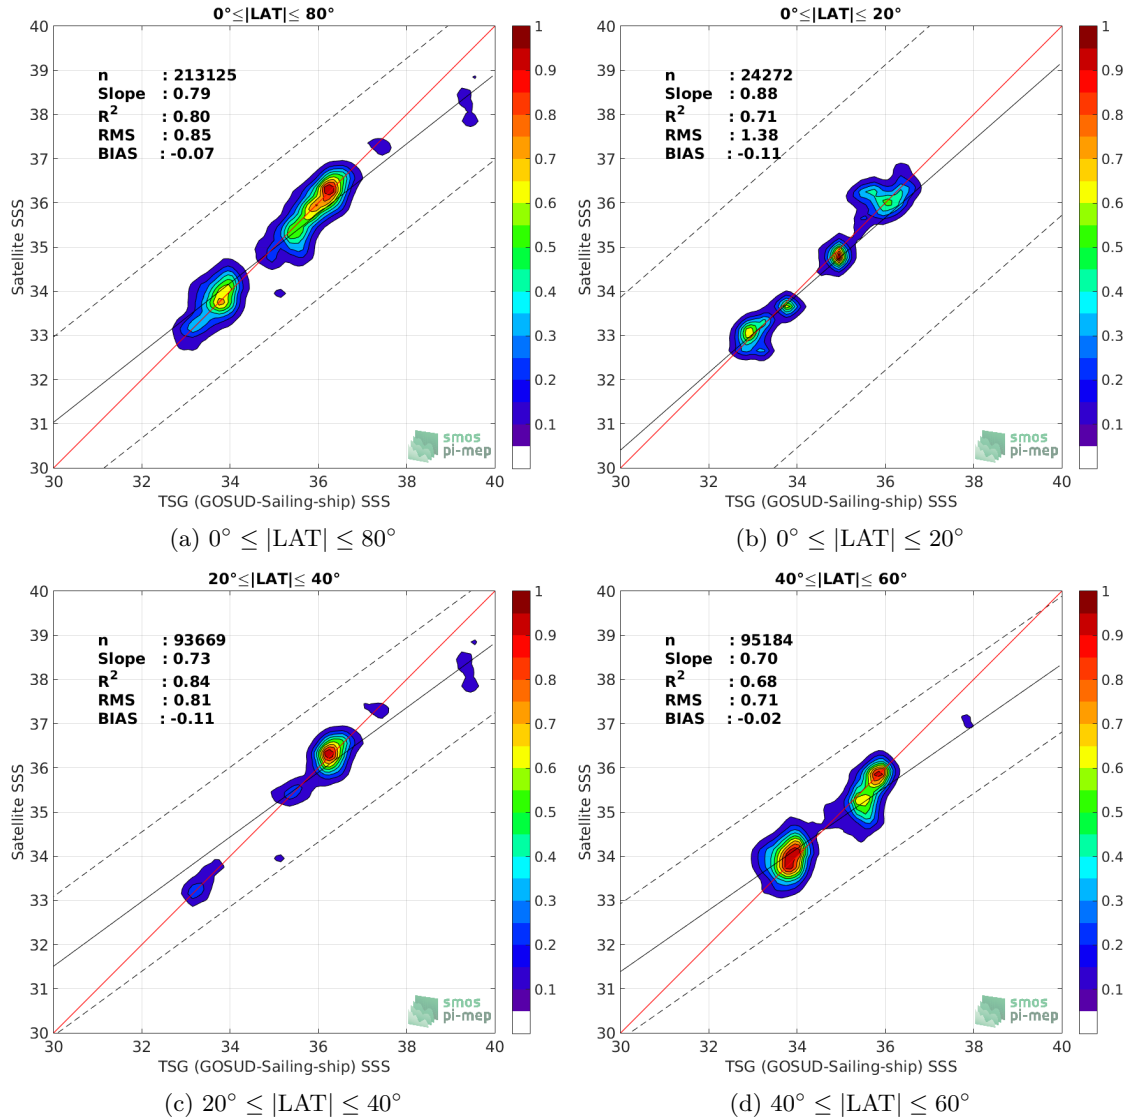 0°≤|LAT|≤ 80°
40
39
38
37
36
35
34
33
32
31
30
Satellite SSS
n : 213125
Slope : 0.79
R² : 0.80
RMS : 0.85
BIAS : -0.07
smos
pi-mep
30 32 34 36 38 40
TSG (GOSUD-Sailing-ship) SSS
1
0.9
0.8
0.7
0.6
0.5
0.4
0.3
0.2
0.1
(a) 0° ≤ |LAT| ≤ 80°
0°≤|LAT|≤ 20°
40
39
38
37
36
35
34
33
32
31
30
Satellite SSS
n : 24272
Slope : 0.88
R² : 0.71
RMS : 1.38
BIAS : -0.11
smos
pi-mep
30 32 34 36 38 40
TSG (GOSUD-Sailing-ship) SSS
1
0.9
0.8
0.7
0.6
0.5
0.4
0.3
0.2
0.1
(b) 0° ≤ |LAT| ≤ 20°
20°≤|LAT|≤ 40°
40
39
38
37
36
35
34
33
32
31
30
Satellite SSS
n : 93669
Slope : 0.73
R² : 0.84
RMS : 0.81
BIAS : -0.11
smos
pi-mep
30 32 34 36 38 40
TSG (GOSUD-Sailing-ship) SSS
1
0.9
0.8
0.7
0.6
0.5
0.4
0.3
0.2
0.1
(c) 20° ≤ |LAT| ≤ 40°
40°≤|LAT|≤ 60°
40
39
38
37
36
35
34
33
32
31
30
Satellite SSS
n : 95184
Slope : 0.70
R² : 0.68
RMS : 0.71
BIAS : -0.02
smos
pi-mep
30 32 34 36 38 40
TSG (GOSUD-Sailing-ship) SSS
1
0.9
0.8
0.7
0.6
0.5
0.4
0.3
0.2
0.1
(d) 40° ≤ |LAT| ≤ 60°